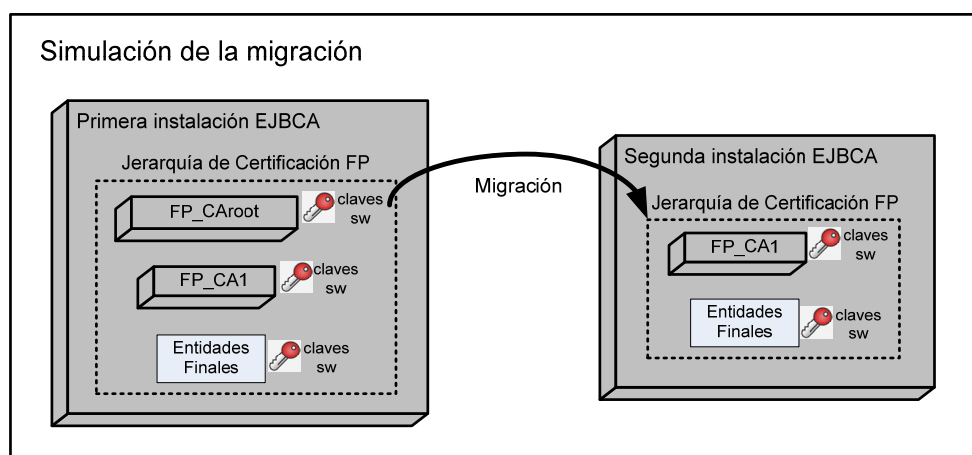 Simulación de la migración
Primera instalación EJBCA
Jerarquía de Certificación FP
FP_CAroot
claves
sw
FP_CA1
claves
sw
Entidades
Finales
claves
sw
Migración
Segunda instalación EJBCA
Jerarquía de Certificación FP
FP_CA1
claves
sw
Entidades
Finales
claves
sw